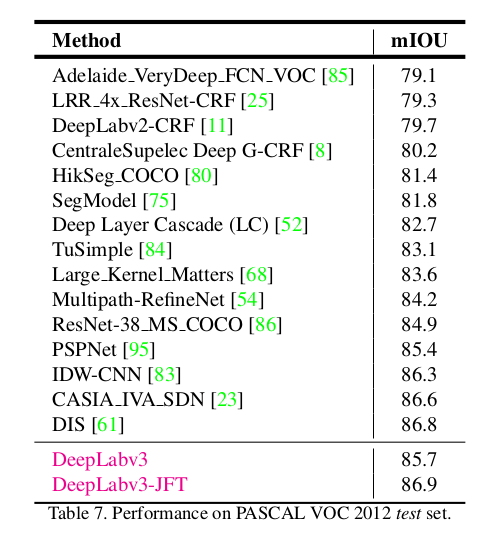 Method mIOU
Adelaide_VeryDeep_FCN_VOC [85] 79.1
LRR_4x_ResNet-CRF [25] 79.3
DeepLabv2-CRF [11] 79.7
CentraleSupelec Deep G-CRF [8] 80.2
HikSeg_COCO [80] 81.4
SegModel [75] 81.8
Deep Layer Cascade (LC) [52] 82.7
TuSimple [84] 83.1
Large_Kernel_Matters [68] 83.6
Multipath-RefineNet [54] 84.2
ResNet-38_MS_COCO [86] 84.9
PSPNet [95] 85.4
IDW-CNN [83] 86.3
CASIA_IVA_SDN [23] 86.6
DIS [61] 86.8
DeepLabv3 85.7
DeepLabv3-JFT 86.9
Table 7. Performance on PASCAL VOC 2012 test set.